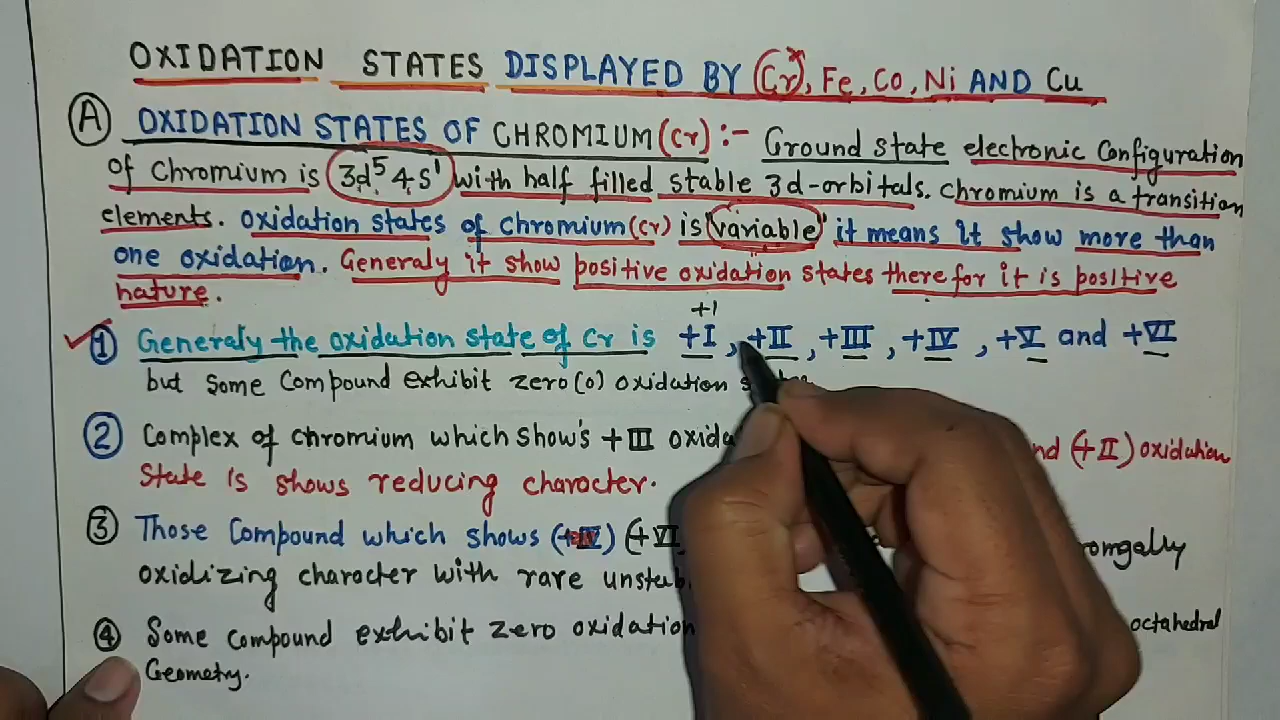 OXIDATION STATES DISPLAYED BY (Cr*), Fe, Co, Ni AND Cu
A OXIDATION STATES OF CHROMIUM(Cr) :- Ground state electronic Configuration
of Chromium is 3d⁵ 4s¹ with half filled stable 3d-orbitals. Chromium is a transition
elements. Oxidation states of chromium(cr) is "variable" it means it show more than
one oxidation. Generaly it show positive oxidation states there for it is positive
nature.
+1
1 Generaly the oxidation state of Cr is +I, +II, +III, +IV, +V and +VI
but some Compound exhibit zero(0) oxidation
2 Complex of chromium which show's +III (+II) oxidation
State is shows reducing character.
3 Those Compound which shows (+VI
oxidizing character with rare
4 Some compound exhibit zero oxidation octahedral
Geometry.